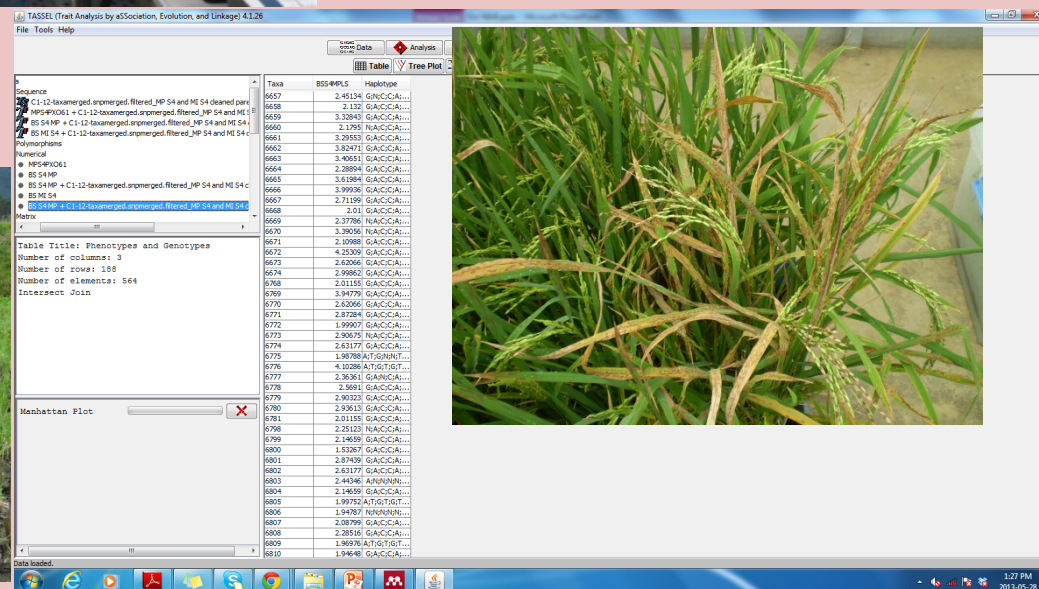 TASSEL (Trait Analysis by aSSociation, Evolution, and Linkage) 4.1.26
File Tools Help
Data Analysis
Table Tree Plot
Sequence
C1-12-taxamerged.snpmerged.filtered_MP S4 and MI S4 cleaned pare
MPS4PXO61 + C1-12-taxamerged.snpmerged.filtered_MP S4 and MI S
BS S4 MP + C1-12-taxamerged.snpmerged.filtered_MP S4 and MI S4
BS MI S4 + C1-12-taxamerged.snpmerged.filtered_MP S4 and MI S4 c
Polymorphisms
Numerical
MPS4PXO61
BS S4 MP
BS S4 MP + C1-12-taxamerged.snpmerged.filtered_MP S4 and MI S4 c
BS MI S4
BS S4 MP + C1-12-taxamerged.snpmerged.filtered_MP S4 and MI S4 c
Matrix
Table Title: Phenotypes and Genotypes
Number of columns: 3
Number of rows: 188
Number of elements: 564
Intersect Join
Manhattan Plot
Taxa BSS4MPLS Haplotype
6657 2.45134 G;N;C;C;A;...
6658 2.132 G;A;C;C;A;...
6659 3.32843 G;A;C;C;A;...
6660 2.1795 N;A;C;C;A;...
6661 3.29553 G;A;C;C;A;...
6662 3.82471 G;A;C;C;A;...
6663 3.40651 G;A;C;C;A;...
6664 2.28894 G;A;C;C;A;...
6665 3.61984 G;A;C;C;A;...
6666 3.99936 G;A;C;C;A;...
6667 2.71199 G;A;C;C;A;...
6668 2.01 G;A;C;C;A;...
6669 2.37786 N;A;C;C;A;...
6670 3.39056 N;A;C;C;A;...
6671 2.10988 G;A;C;C;A;...
6672 4.25309 G;A;C;C;A;...
6673 2.62066 G;A;C;C;A;...
6674 2.99862 G;A;C;C;A;...
6768 2.01155 G;A;C;C;A;...
6769 3.94779 G;A;C;C;A;...
6770 2.62066 G;A;C;C;A;...
6771 2.87284 G;A;C;C;A;...
6772 1.99907 G;A;C;C;A;...
6773 2.90675 N;A;C;C;A;...
6774 2.63177 G;A;C;C;A;...
6775 1.98788 A;T;G;N;N;T...
6776 4.10286 A;T;G;T;G;T...
6777 2.36361 G;A;N;C;A;...
6778 2.5691 G;A;C;C;A;...
6779 2.90323 G;A;C;C;A;...
6780 2.93613 G;A;C;C;A;...
6781 2.01155 G;A;C;C;A;...
6798 2.25123 N;A;C;C;A;...
6799 2.14659 G;A;C;C;A;...
6800 1.53267 G;A;C;C;A;...
6801 2.87439 G;A;C;C;A;...
6802 2.63177 G;A;C;C;A;...
6803 2.44346 A;N;N;N;N;...
6804 2.14659 G;A;C;C;A;...
6805 1.99752 A;T;G;T;G;T...
6806 1.94787 N;N;N;N;N;...
6807 2.08799 G;A;C;C;A;...
6808 2.28516 G;A;C;C;A;...
6809 1.96976 A;T;G;T;G;T...
6810 1.94648 G;A;C;C;A;...
Data loaded.
1:27 PM
2013-05-28